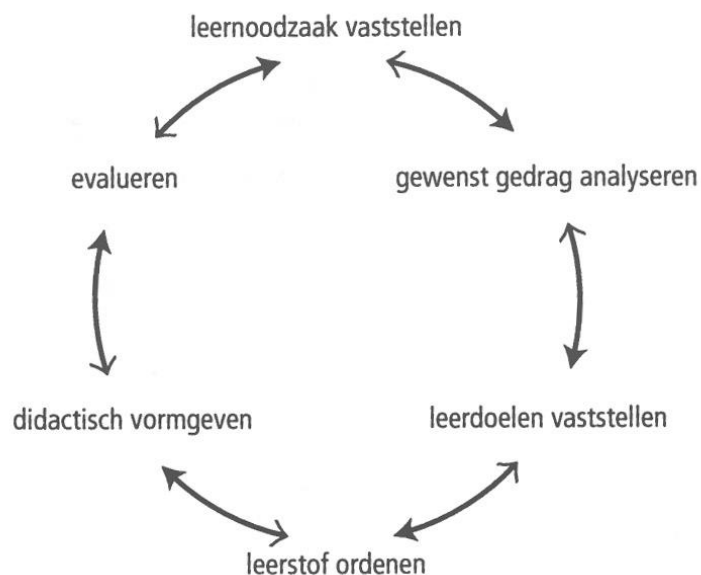 leernoodzaak vaststellen
evalueren
gewenst gedrag analyseren
didactisch vormgeven
leerdoelen vaststellen
leerstof ordenen